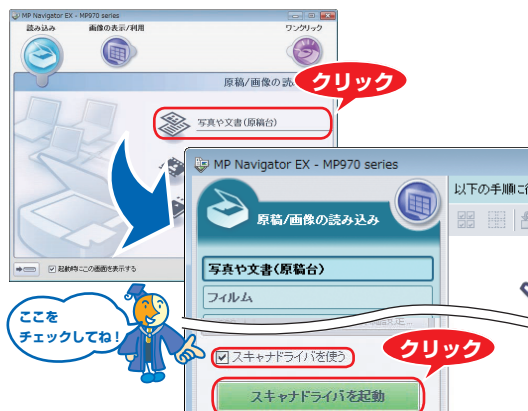 MP Navigator EX - MP970 series
読み込み 画像の表示/利用 ワンクリック
原稿/画像の読
クリック
写真や文書(原稿台)
起動時にこの画面を表示する
MP Navigator EX - MP970 series
以下の手順に
原稿/画像の読み込み
写真や文書(原稿台)
フィルム
ここを
チェックしてね!
スキャナドライバを使う
クリック
スキャナドライバを起動